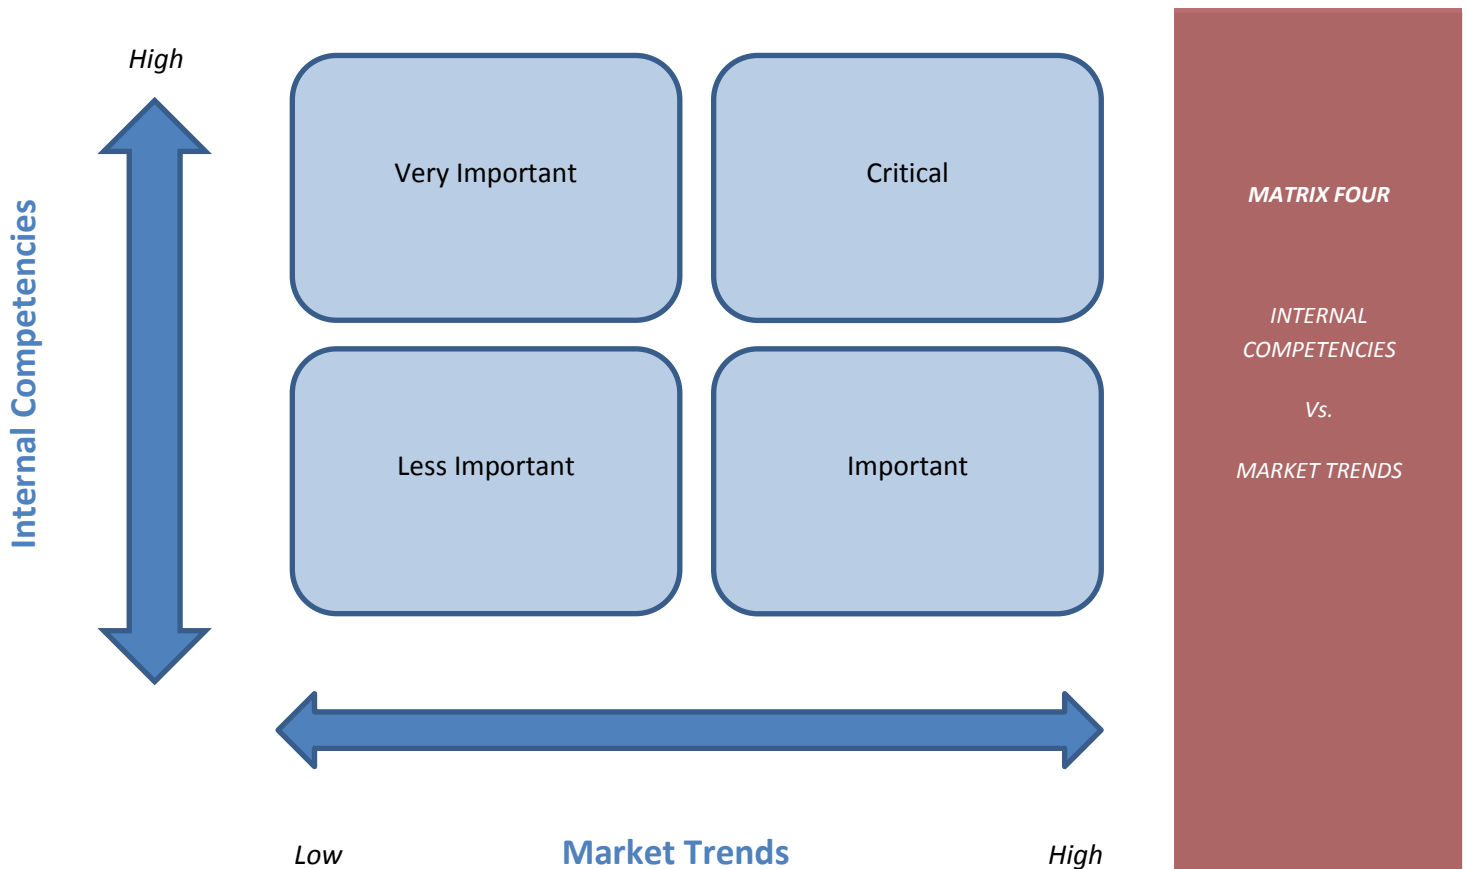 High
Internal Competencies
Very Important
Critical
Less Important
Important
Low
Market Trends
High
MATRIX FOUR
INTERNAL
COMPETENCIES
Vs.
MARKET TRENDS